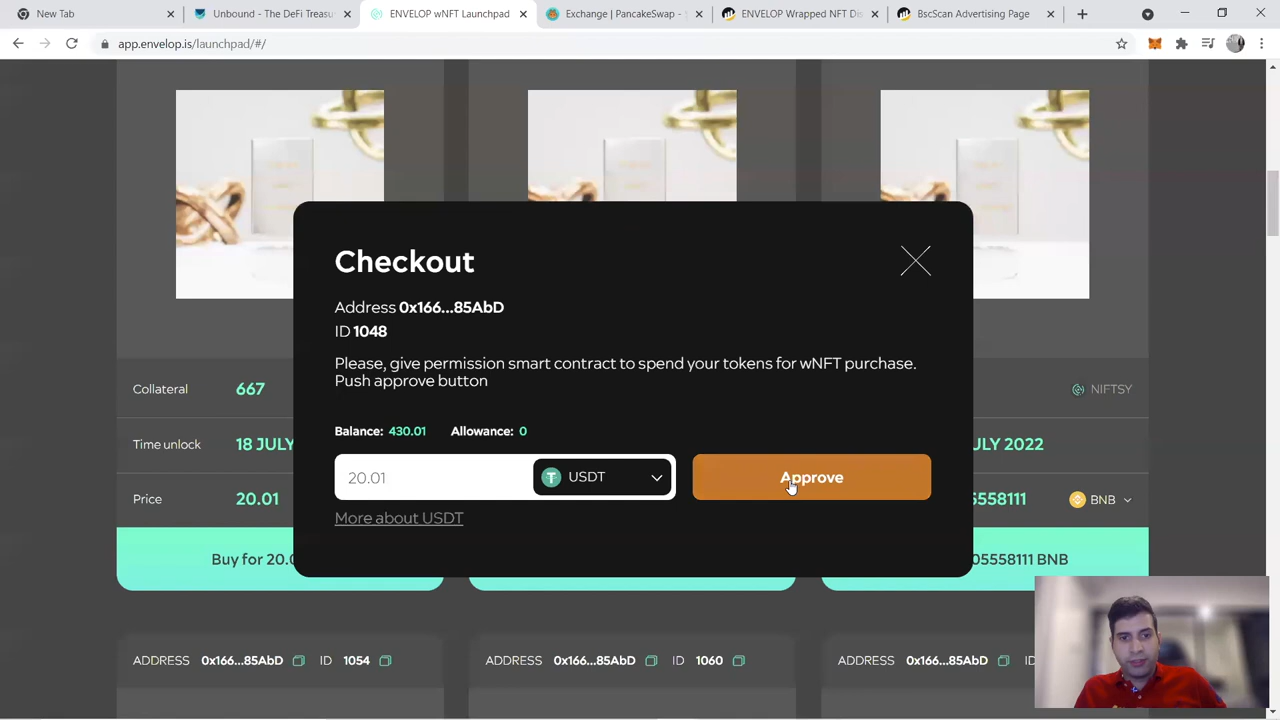 New Tab
Unbound - The DeFi Treasur
ENVELOP wNFT Launchpad
Exchange | PancakeSwap - $
ENVELOP Wrapped NFT Dis
BscScan Advertising Page
app.envelop.is/launchpad/#/
Checkout
Address 0x166...85AbD
ID 1048
Please, give permission smart contract to spend your tokens for wNFT purchase.
Push approve button
Balance: 430.01 Allowance: 0
20.01 USDT Approve
More about USDT
Collateral 667 NIFTSY
Time unlock 18 JULY ULY 2022
Price 20.01 5558111 BNB
Buy for 20.0 05558111 BNB
ADDRESS 0x166...85AbD ID 1054 ADDRESS 0x166...85AbD ID 1060 ADDRESS 0x166...85AbD ID